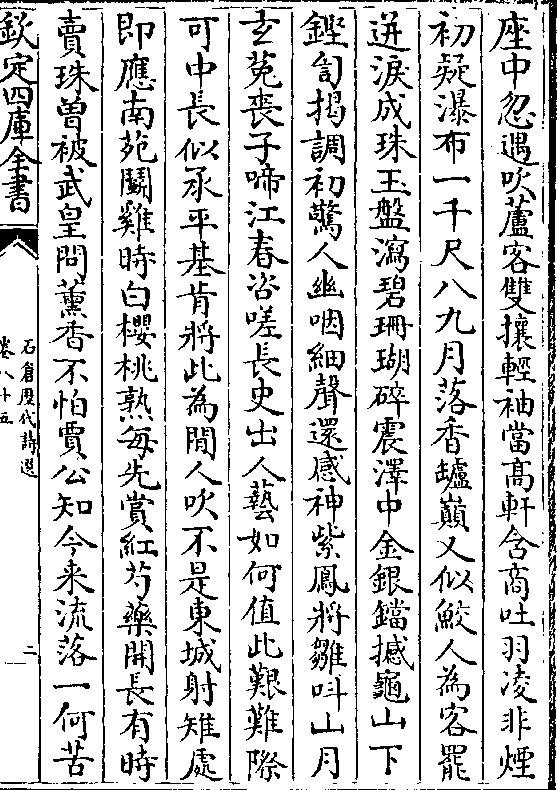 座中忽遇吹蘆客雙攘輕袖當高軒含商吐羽凌非煙
初疑瀑布一千尺八九月落香罏巔又似鮫人為客罷
迸淚成珠玉盤瀉碧珊瑚碎震澤中金銀鐺撼龜山下
鏗訇揭調初驚人幽咽細聲還感神紫鳳將雛叫山月
玄兔喪子啼江春咨嗟長史出人藝如何值此艱難際
可中長似承平基肯將此為閒人吹不是東城射雉處
即應南苑鬬雞時白櫻桃熟每先賞紅芍藥開長有時
賣珠曽被武皇問薰香不怕賈公知今来流落一何苦
欽定四庫全書
石倉歴代詩選
卷八十五
二